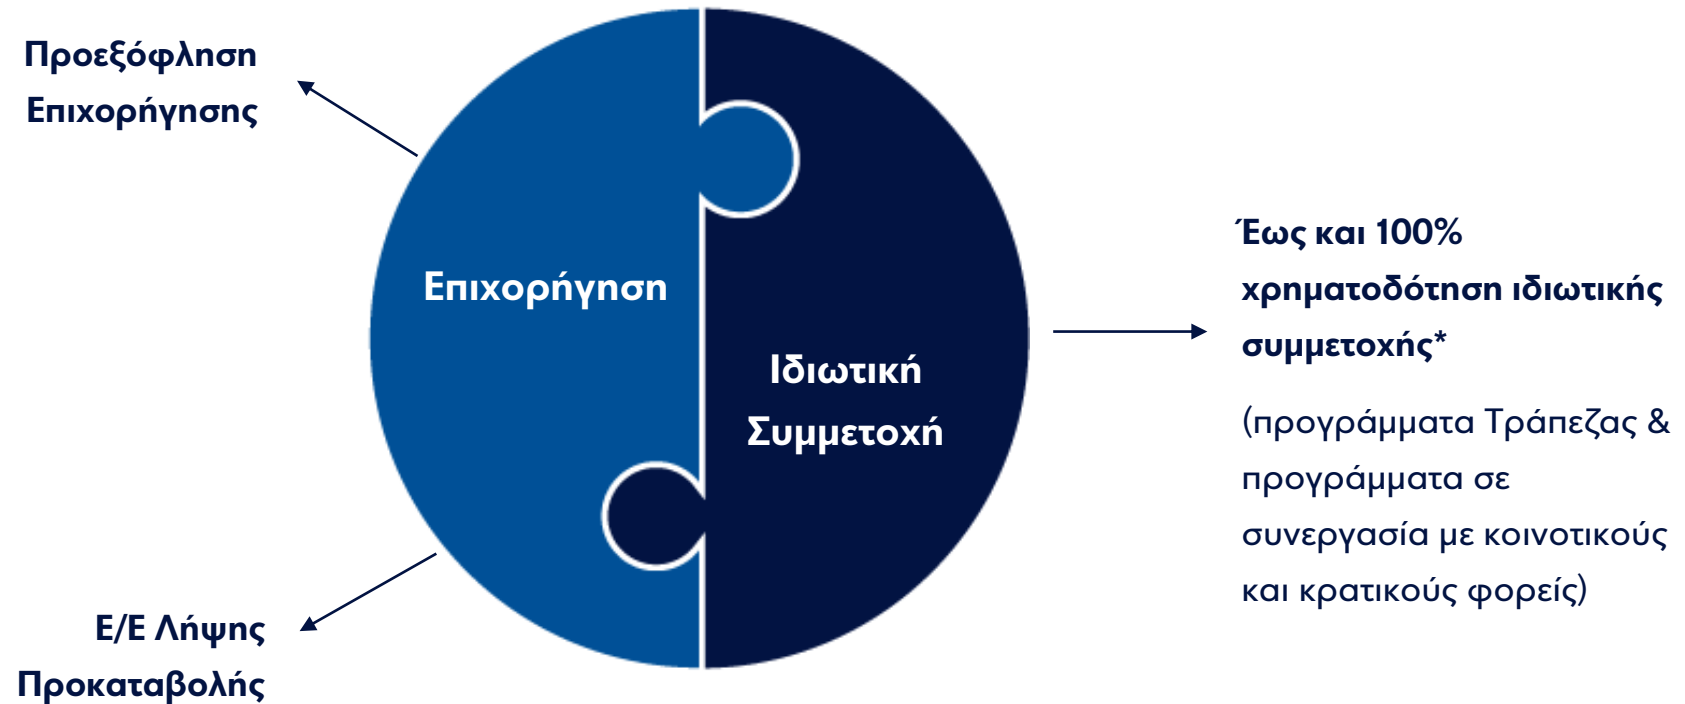 Προεξόφληση
Επιχορήγησης
Επιχορήγηση
Ιδιωτική
Συμμετοχή
Έως και 100%
χρηματοδότηση ιδιωτικής
συμμετοχής*
(προγράμματα Τράπεζας &
προγράμματα σε
συνεργασία με κοινοτικούς
και κρατικούς φορείς)
Ε/Ε Λήψης
Προκαταβολής